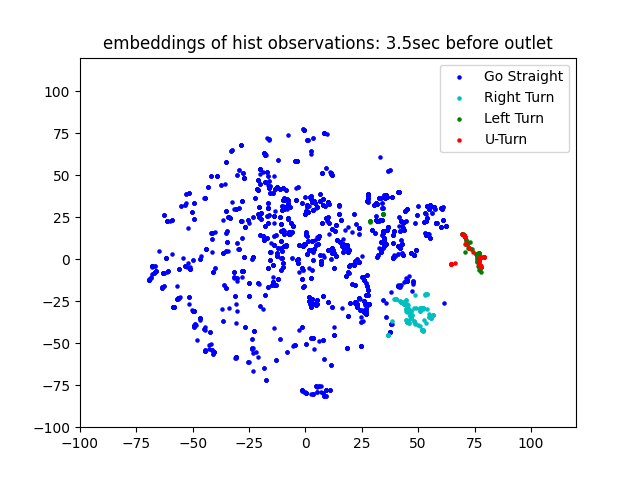 embeddings of hist observations: 3.5sec before outlet
Go Straight
Right Turn
Left Turn
U-Turn
100
75
50
25
0
−25
−50
−75
−100
−100 −75 −50 −25 0 25 50 75 100